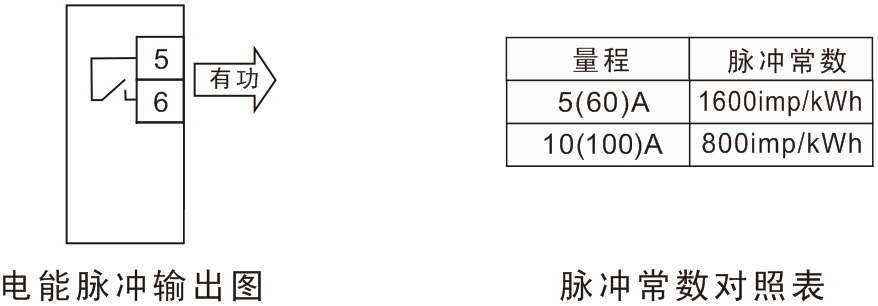 5
6
有功
电能脉冲输出图
量程 脉冲常数
5(60)A 1600imp/kWh
10(100)A 800imp/kWh
脉冲常数对照表